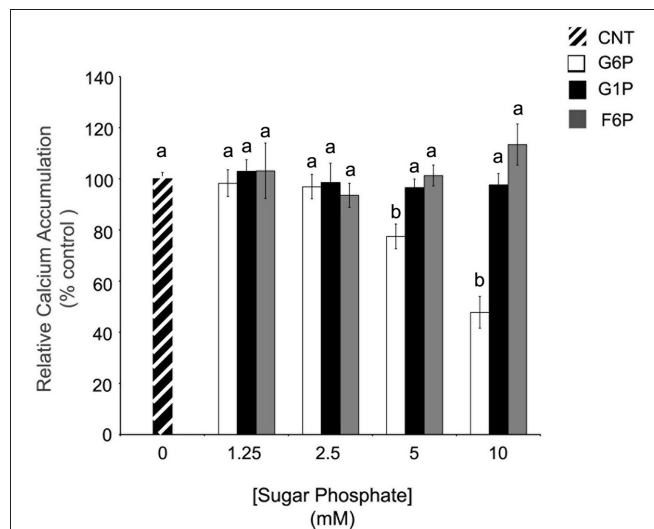 CNT
G6P
G1P
F6P
140
120
100
80
60
40
20
0
Relative Calcium Accumulation
(% control )
a
a a a
a a a
b a a
b a a
0 1.25 2.5 5 10
[Sugar Phosphate]
(mM)